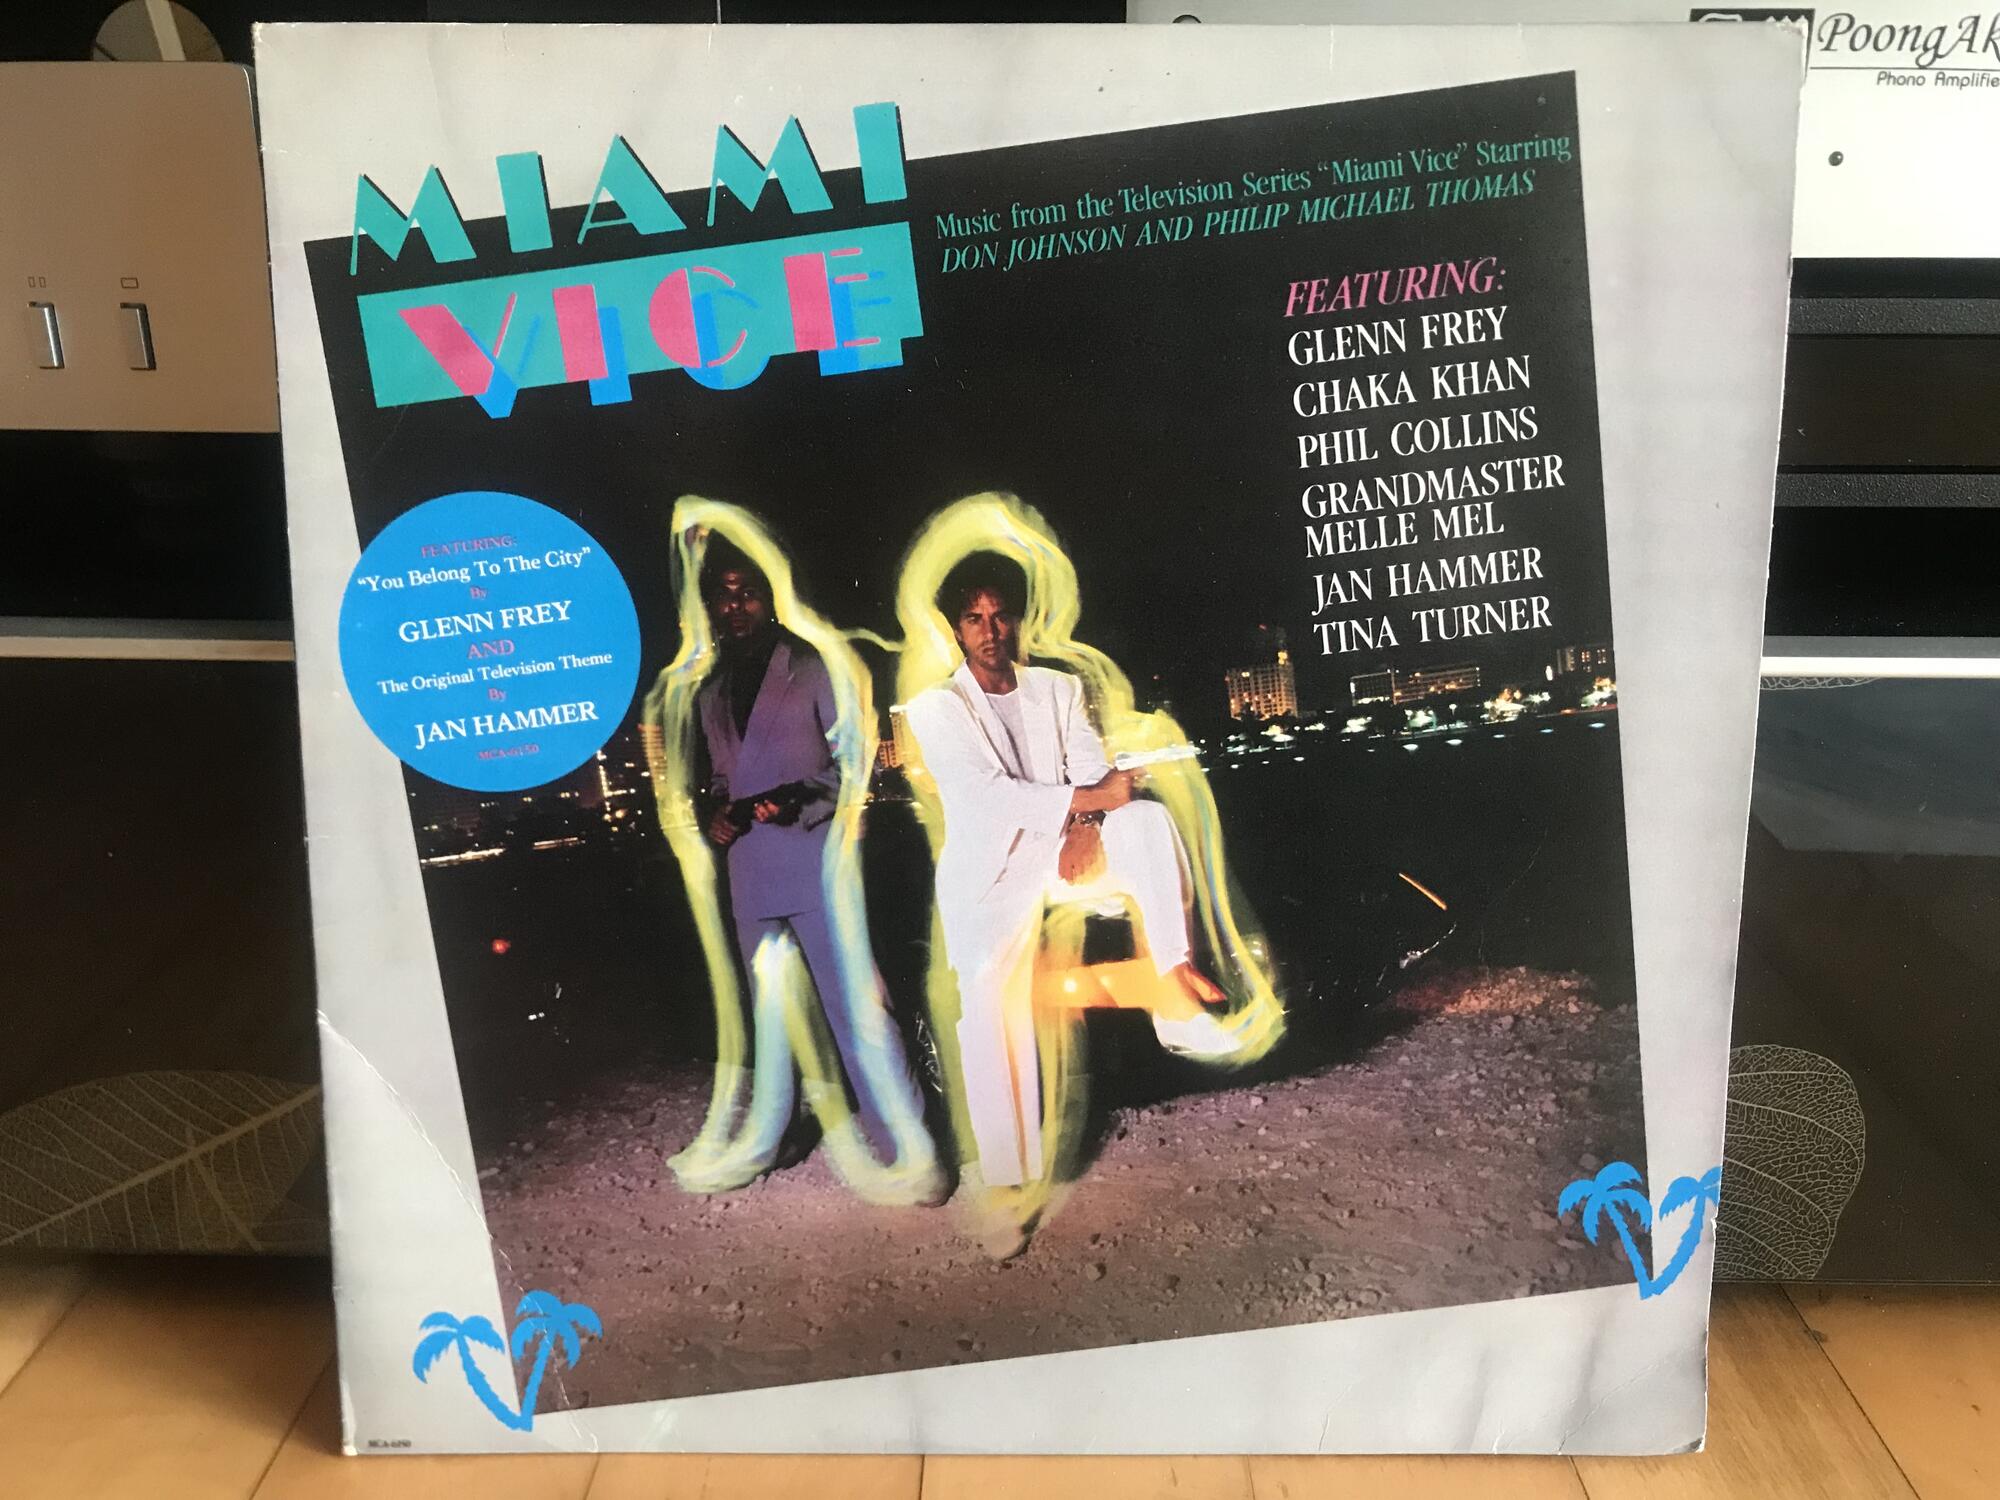 PoongAk
Phono Amplifie
MIAMI
VICE
Music from the Television Series "Miami Vice" Starring
DON JOHNSON AND PHILIP MICHAEL THOMAS
FEATURING:
GLENN FREY
CHAKA KHAN
PHIL COLLINS
GRANDMASTER
MELLE MEL
JAN HAMMER
TINA TURNER
FEATURING:
"You Belong To The City"
By
GLENN FREY
AND
The Original Television Theme
By
JAN HAMMER
MCA-6150
MCA-6150